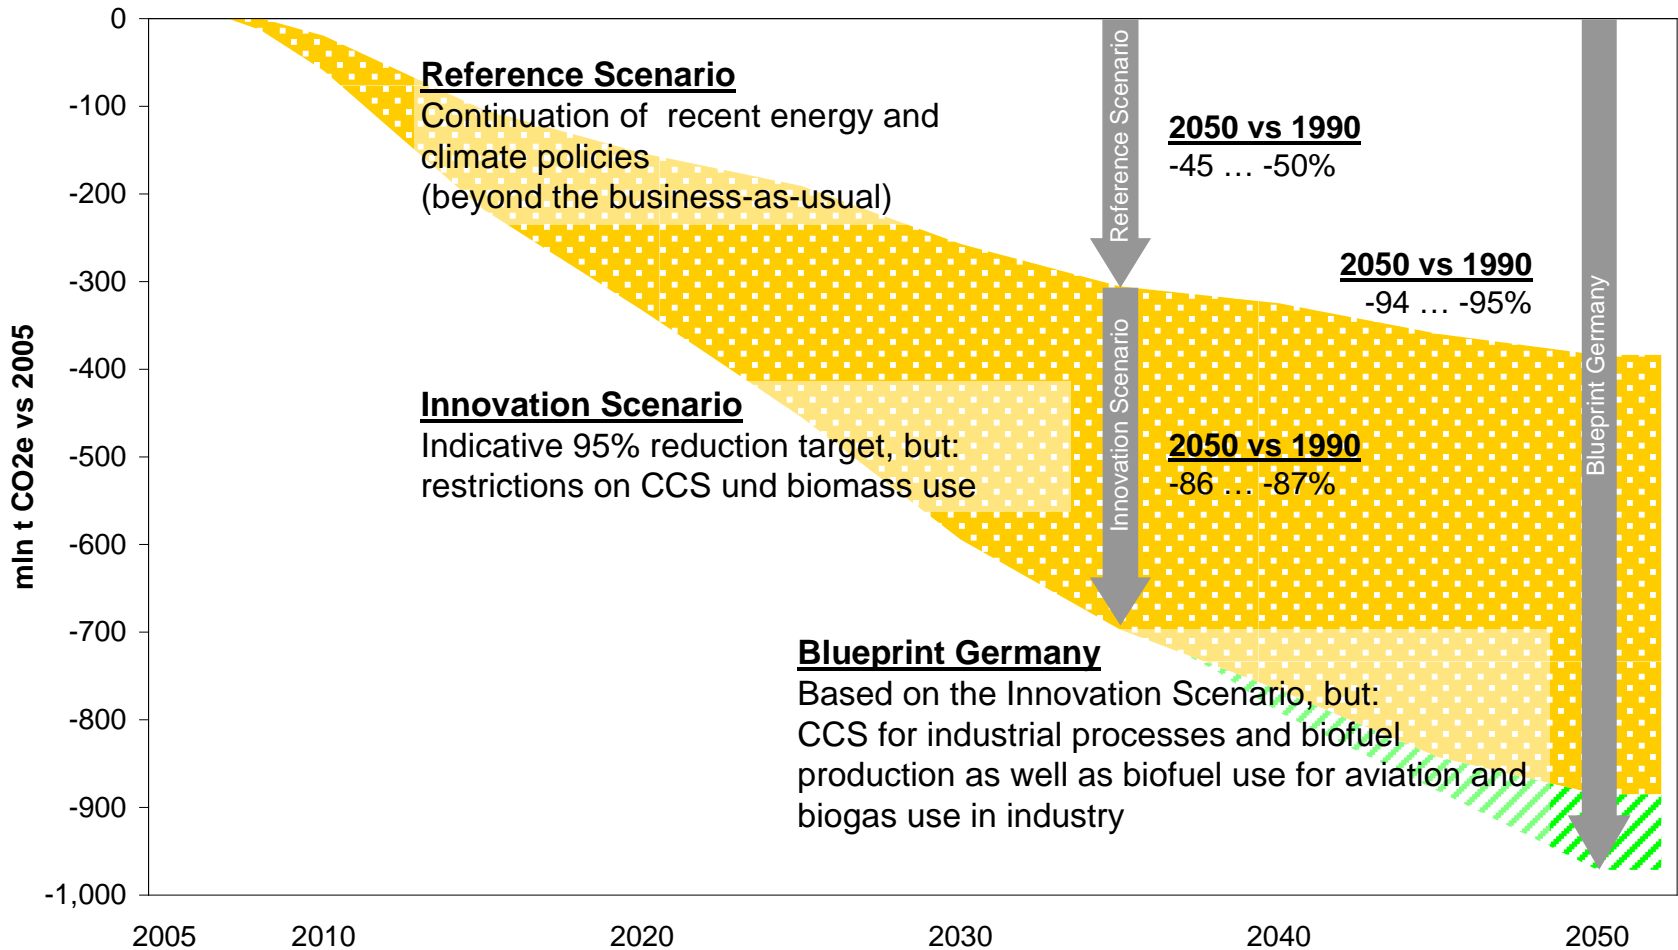 0
-100
-200
-300
-400
-500
-600
-700
-800
-900
-1,000
mln t CO2e vs 2005
2005
2010
2020
2030
2040
2050
Reference Scenario
Continuation of recent energy and
climate policies
(beyond the business-as-usual)
Reference Scenario
2050 vs 1990
-45 … -50%
2050 vs 1990
-94 … -95%
Blueprint Germany
Innovation Scenario
Indicative 95% reduction target, but:
restrictions on CCS und biomass use
Innovation Scenario
2050 vs 1990
-86 … -87%
Blueprint Germany
Based on the Innovation Scenario, but:
CCS for industrial processes and biofuel
production as well as biofuel use for aviation and
biogas use in industry